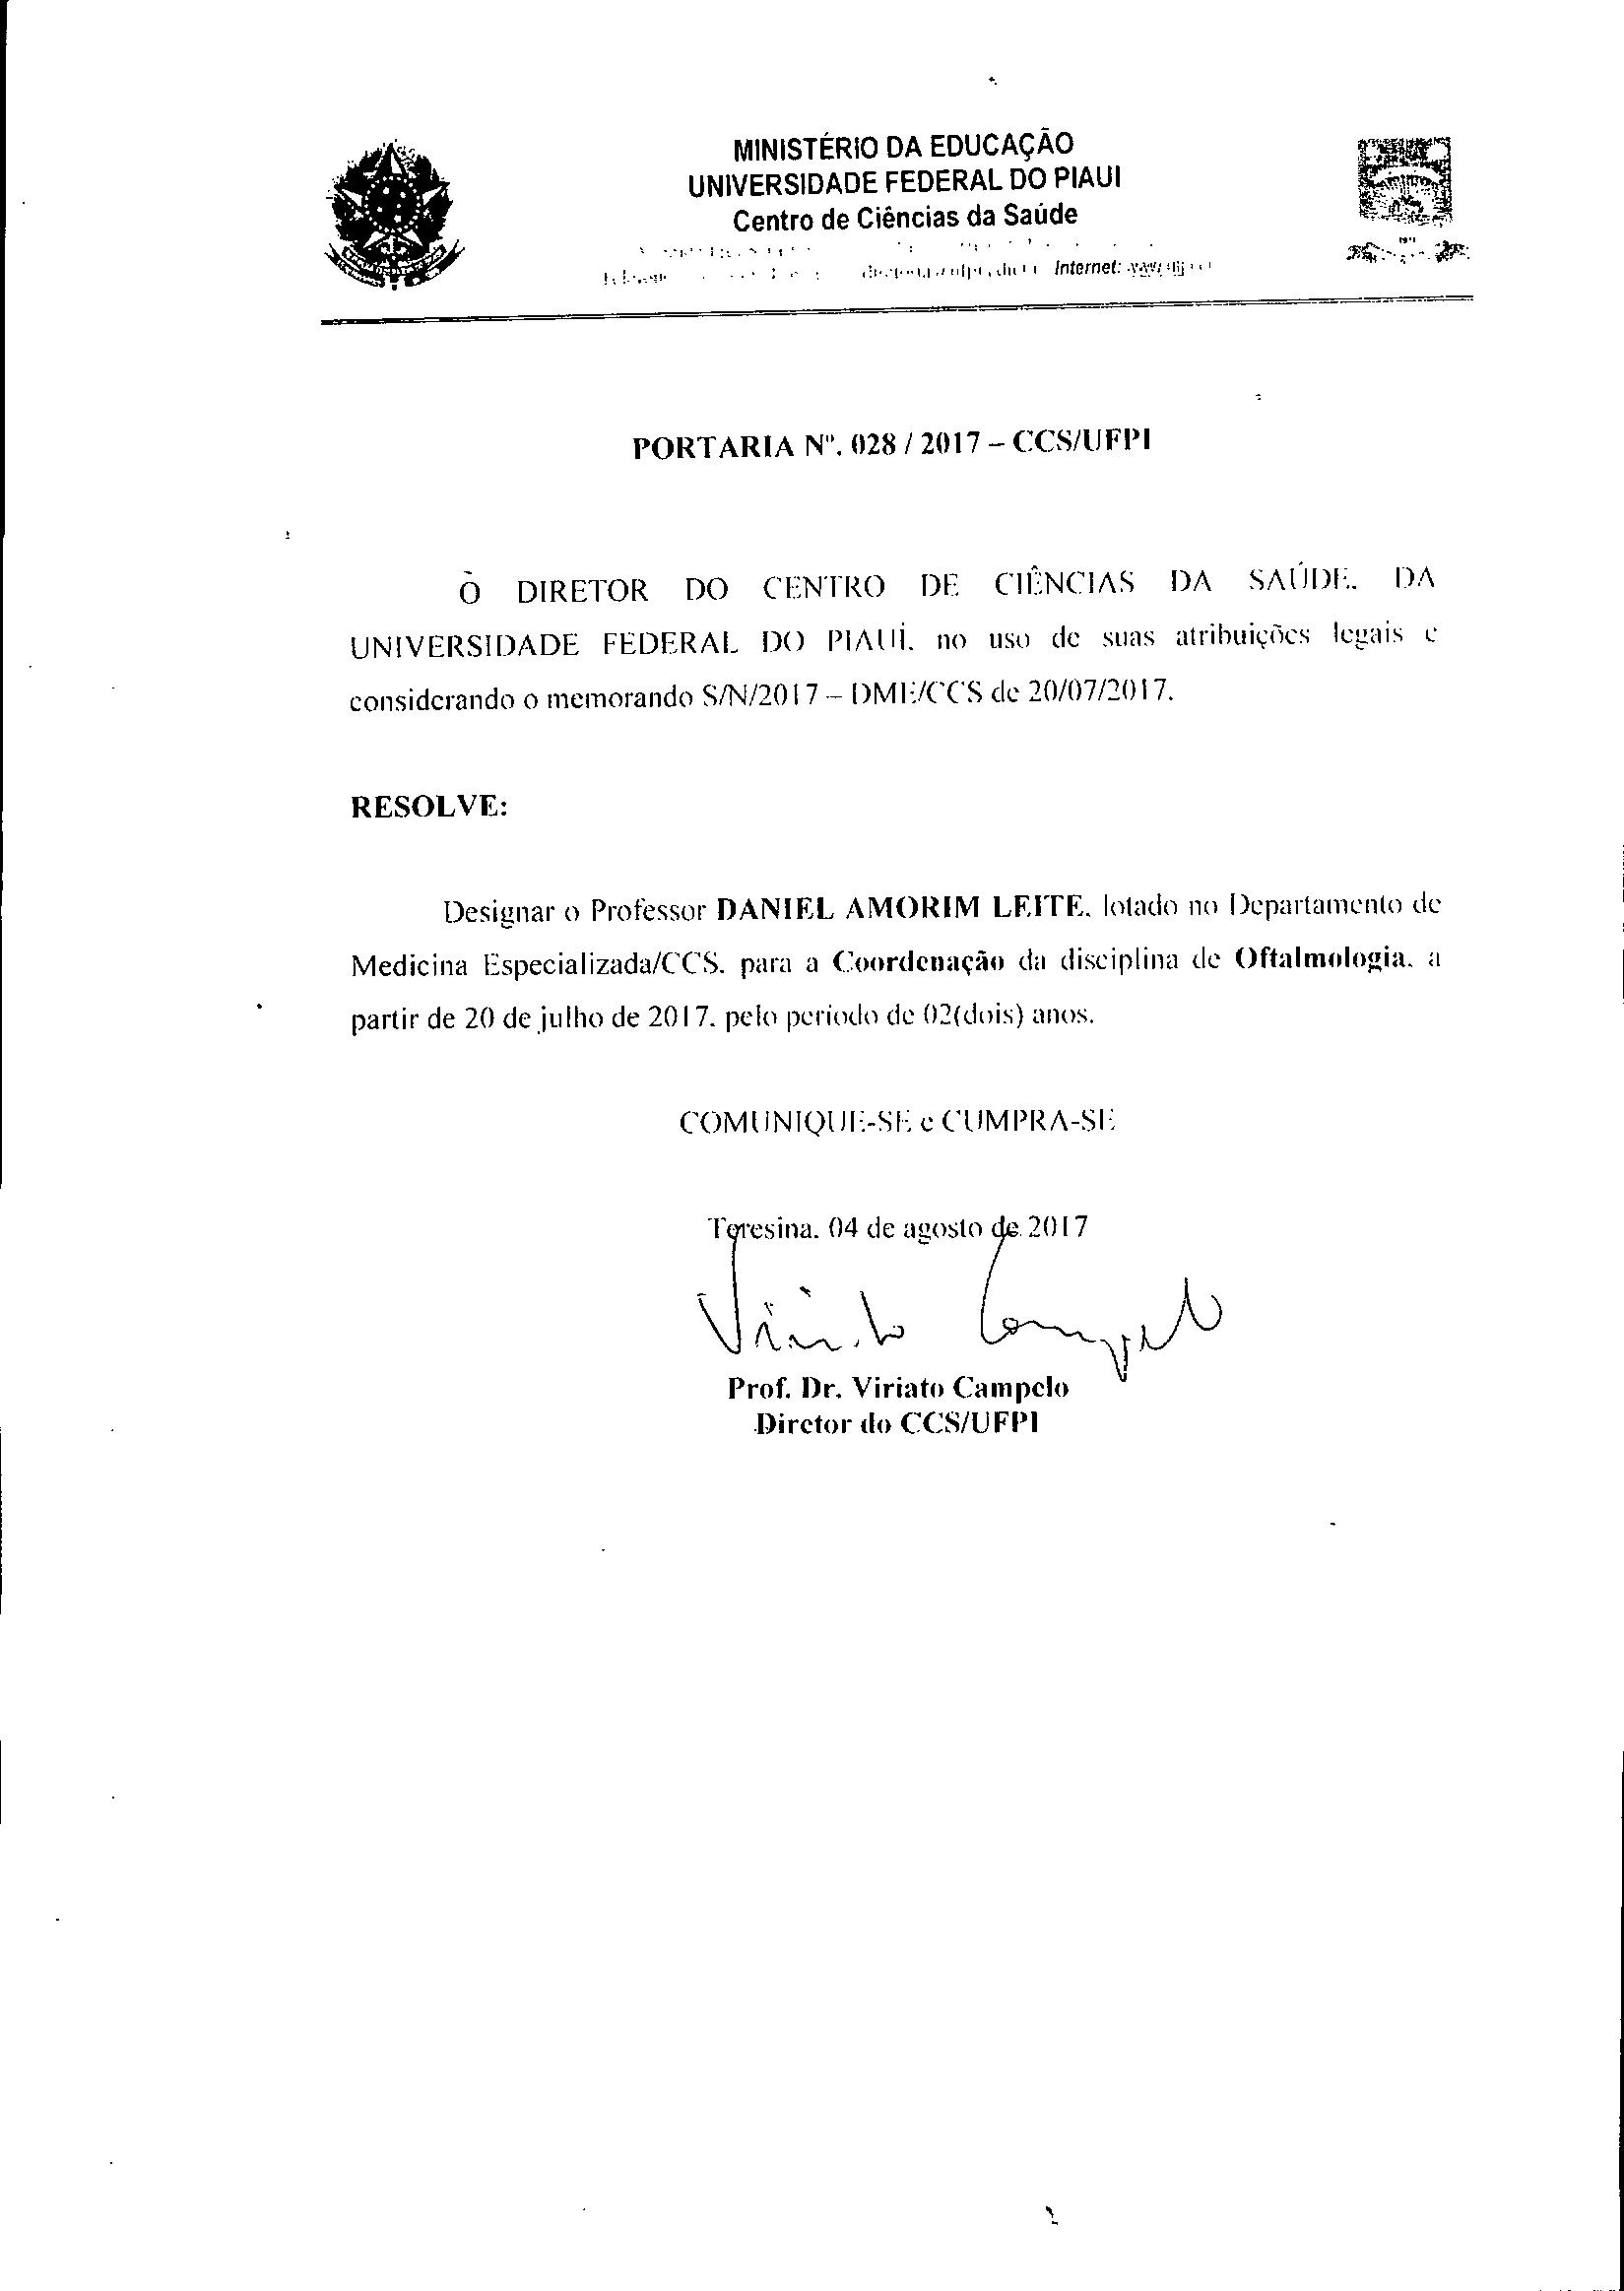 MINISTÉRIO DA EDUCAÇÃO
UNIVERSIDADE FEDERAL DO PIAUI
Centro de Ciências da Saúde
Internet:
PORTARIA Nº. 028 / 2017 – CCS/UFPI
O DIRETOR DO CENTRO DE CIÊNCIAS DA SAÚDE, DA
UNIVERSIDADE FEDERAL DO PIAUÍ, no uso de suas atribuições legais e
considerando o memorando S/N/2017 – DME/CCS de 20/07/2017.
RESOLVE:
Designar o Professor DANIEL AMORIM LEITE, lotado no Departamento de
Medicina Especializada/CCS, para a Coordenação da disciplina de Oftalmologia, a
partir de 20 de julho de 2017, pelo período de 02(dois) anos.
COMUNIQUE-SE e CUMPRA-SE
Teresina, 04 de agosto de 2017
Viriato Campelo
Prof. Dr. Viriato Campelo
Diretor do CCS/UFPI